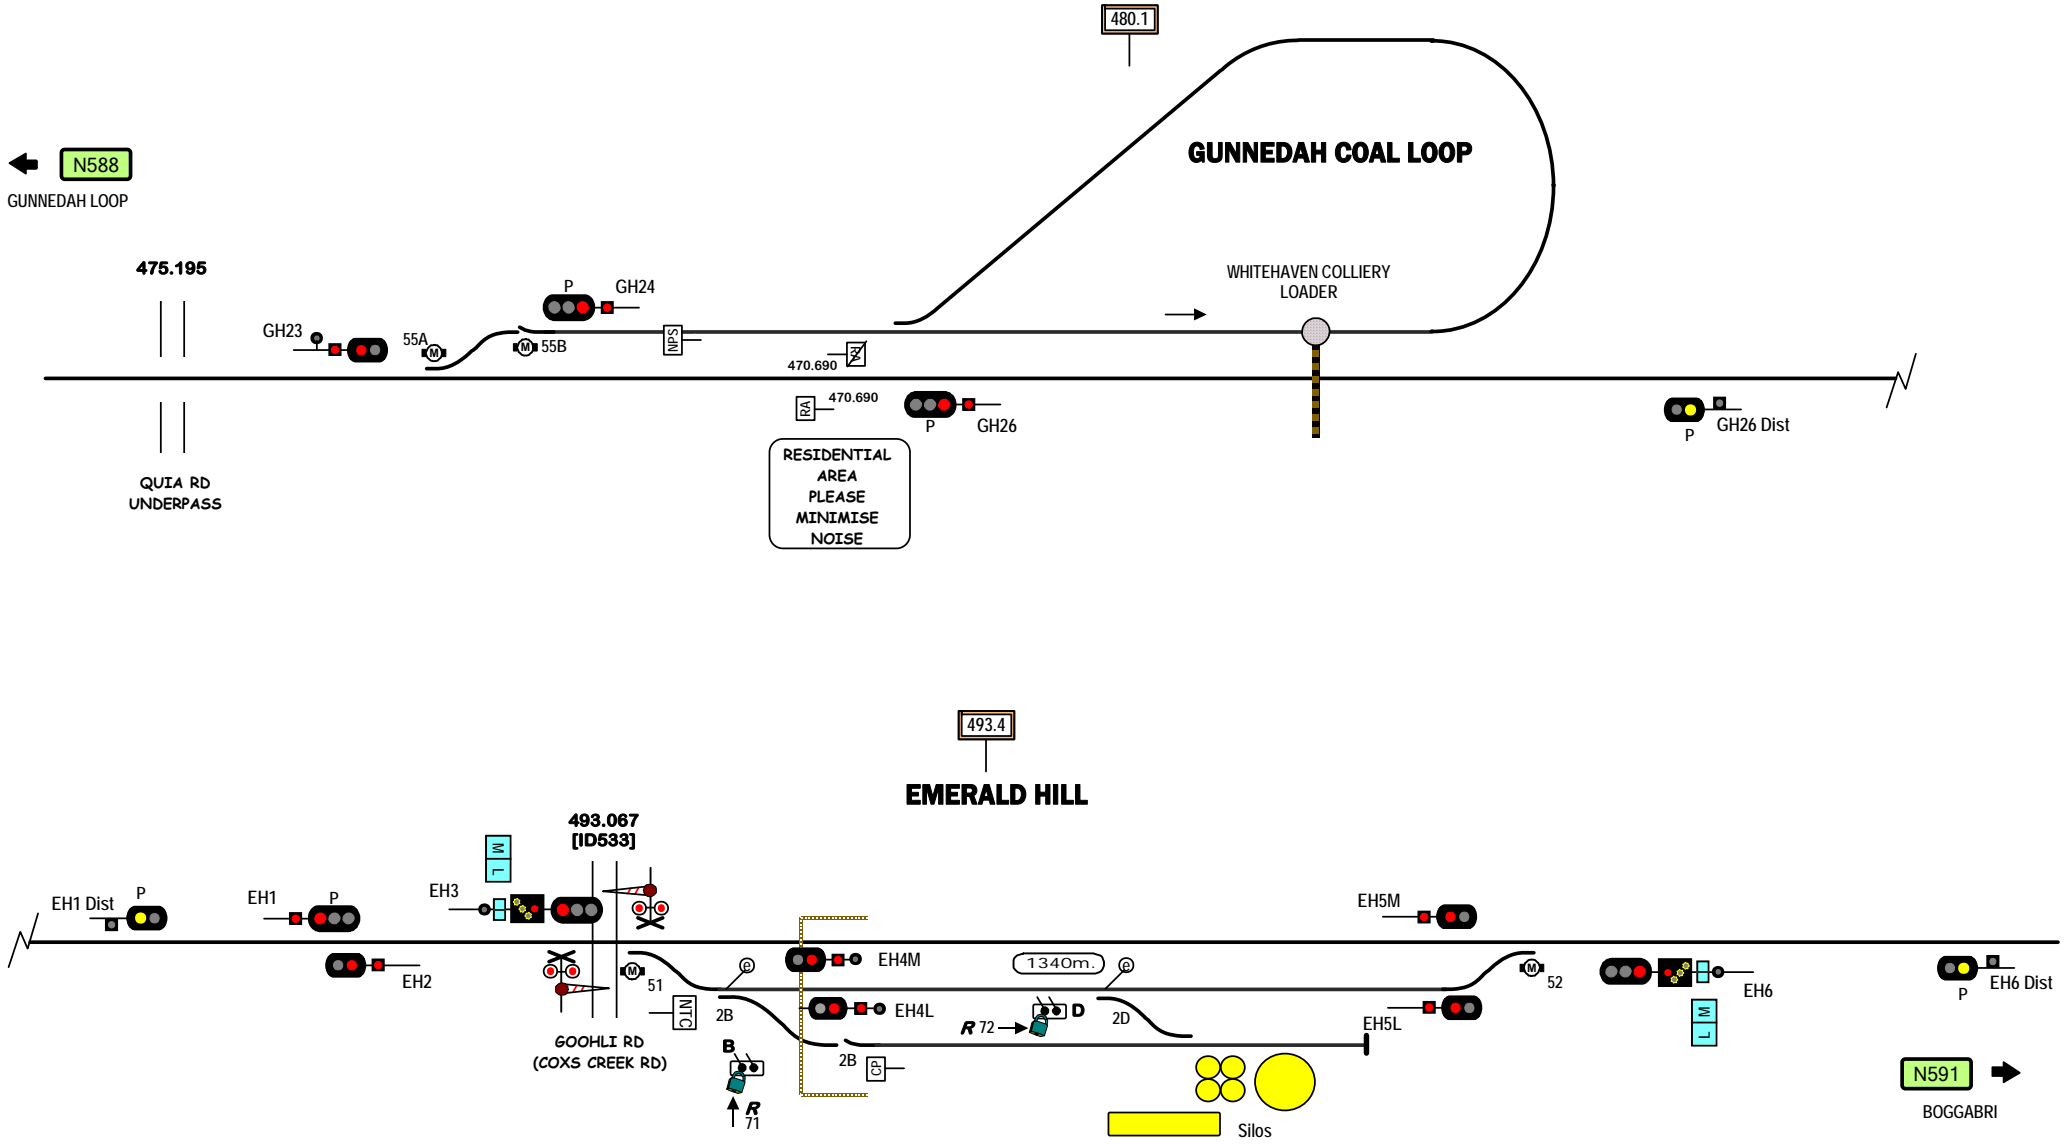 480.1
GUNNEDAH COAL LOOP
N588
GUNNEDAH LOOP
475.195
WHITEHAVEN COLLIERY
LOADER
P
GH24
GH23
55A
M
M
55B
NPS
RA
470.690
RA
470.690
P
GH26
P
GH26 Dist
RESIDENTIAL
AREA
PLEASE
MINIMISE
NOISE
QUIA RD
UNDERPASS
493.4
EMERALD HILL
493.067
[ID533]
M
L
EH1 Dist
P
EH1
P
EH3
EH5M
EH2
M
51
e
EH4M
1340m.
e
M
52
EH6
P
EH6 Dist
NTC
2B
EH4L
R 72
D
2D
EH5L
M
L
GOOHLI RD
(COXS CREEK RD)
B
2B
CP
R
71
Silos
N591
BOGGABRI